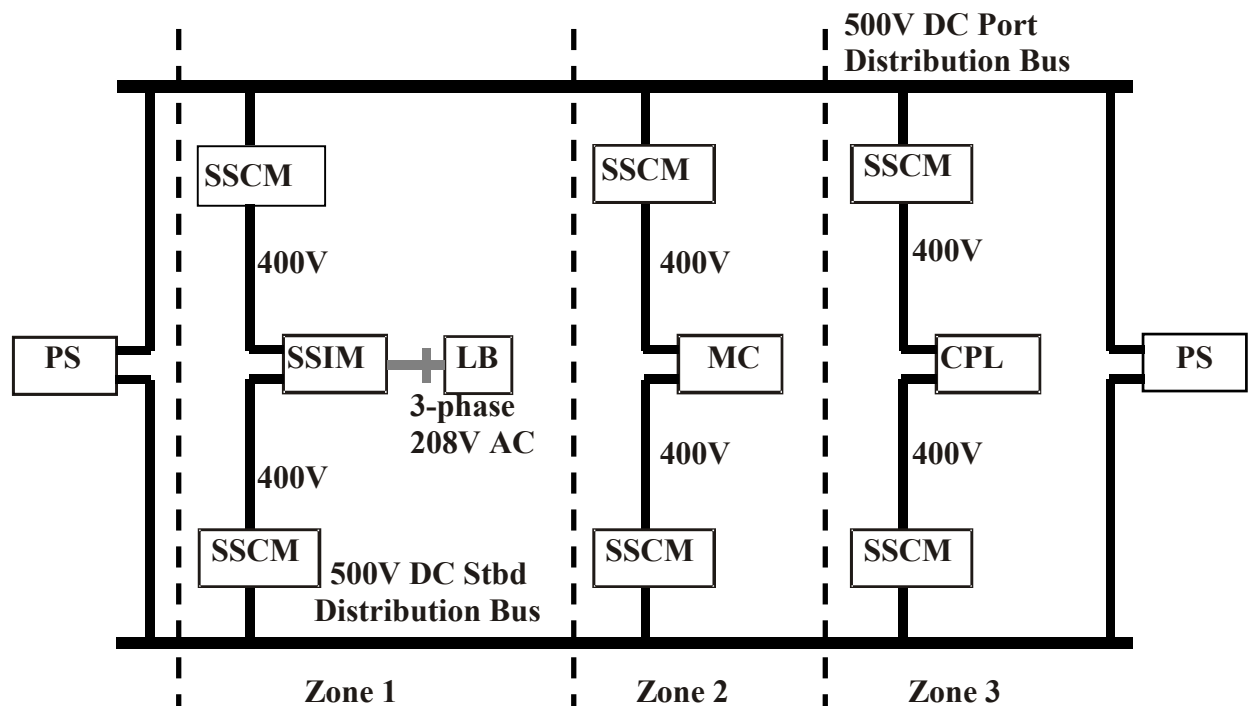 500V DC Port
Distribution Bus
SSCM
SSCM
SSCM
400V
400V
400V
PS
SSIM
LB
MC
CPL
PS
3-phase
208V AC
400V
400V
400V
SSCM
SSCM
SSCM
500V DC Stbd
Distribution Bus
Zone 1
Zone 2
Zone 3